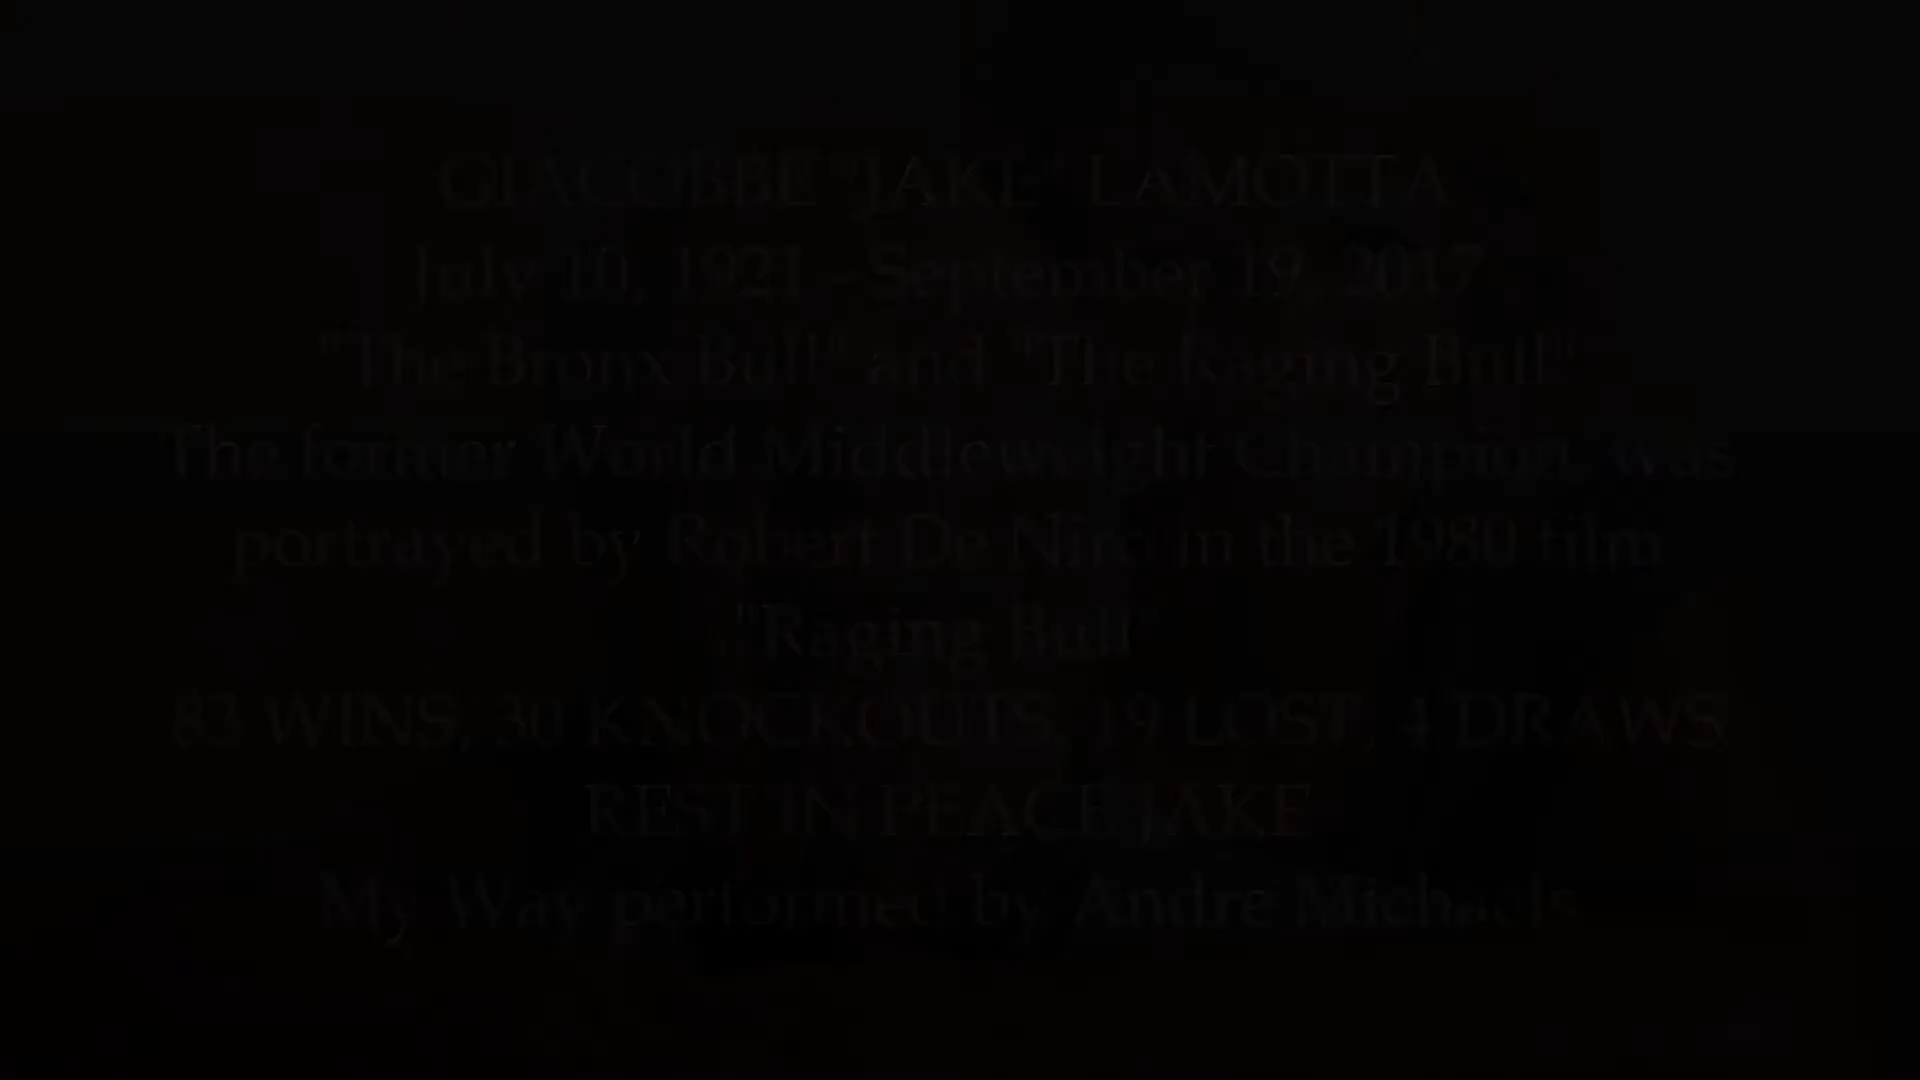 GIACOBBE "JAKE" LAMOTTA
July 10, 1921 - September 19, 2017
"The Bronx Bull" and "The Raging Bull"
The former World Middleweight Champion, was
portrayed by Robert De Niro in the 1980 film
"Raging Bull"
83 WINS, 30 KNOCKOUTS, 19 LOST, 4 DRAWS
REST IN PEACE JAKE
My Way performed by Andre Michaels